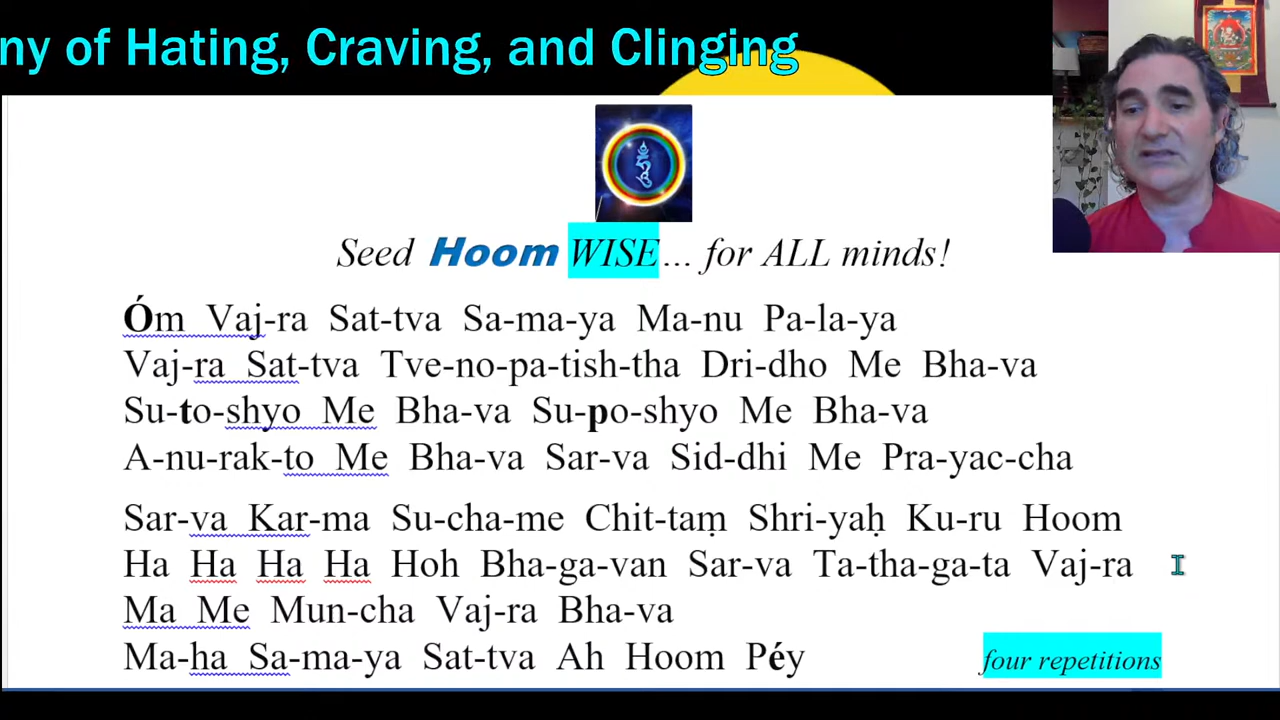 ny of Hating, Craving, and Clinging
Seed Hoom WISE... for ALL minds!
Óm Vaj-ra Sat-tva Sa-ma-ya Ma-nu Pa-la-ya
Vaj-ra Sat-tva Tve-no-pa-tish-tha Dri-dho Me Bha-va
Su-to-shyo Me Bha-va Su-po-shyo Me Bha-va
A-nu-rak-to Me Bha-va Sar-va Sid-dhi Me Pra-yac-cha
Sar-va Kar-ma Su-cha-me Chit-taṃ Shri-yaḥ Ku-ru Hoom
Ha Ha Ha Ha Hoh Bha-ga-van Sar-va Ta-tha-ga-ta Vaj-ra
Ma Me Mun-cha Vaj-ra Bha-va
Ma-ha Sa-ma-ya Sat-tva Ah Hoom Péy
four repetitions